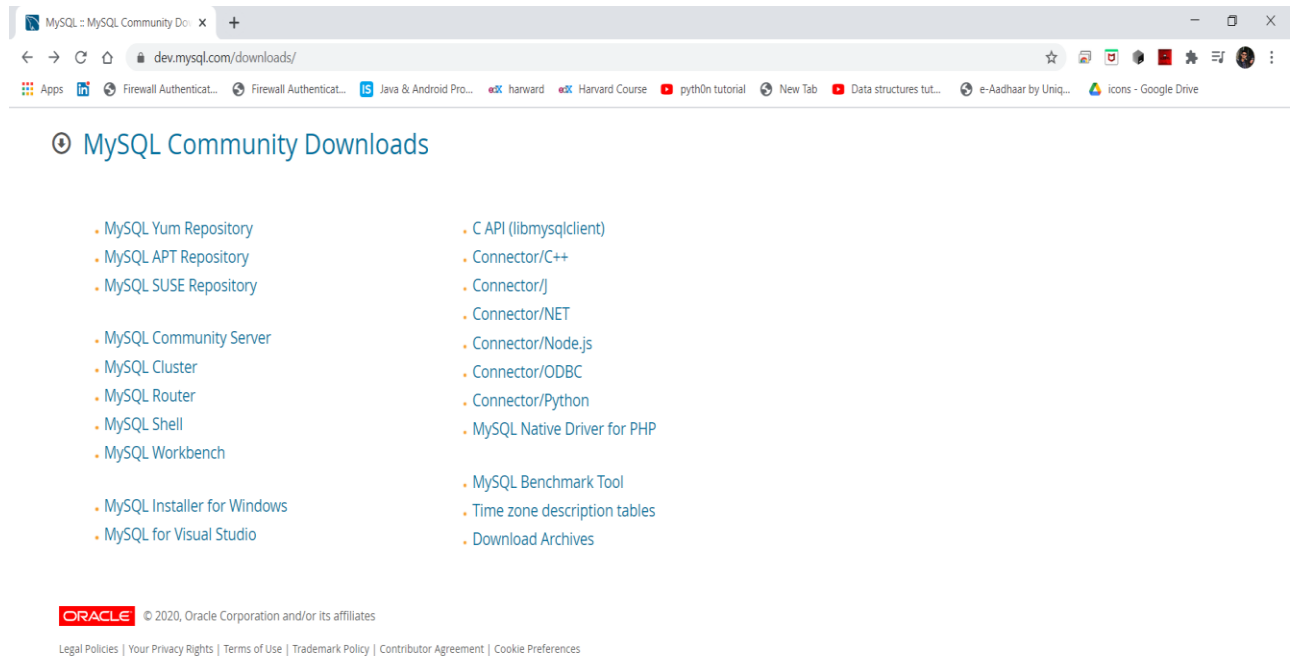 MySQL :: MySQL Community Do
dev.mysql.com/downloads/
Apps Firewall Authenticat... Firewall Authenticat... IS Java & Android Pro... edX harward edX Harvard Course pyth0n tutorial New Tab Data structures tut... e-Aadhaar by Uniq... icons - Google Drive
MySQL Community Downloads
MySQL Yum Repository
MySQL APT Repository
MySQL SUSE Repository
MySQL Community Server
MySQL Cluster
MySQL Router
MySQL Shell
MySQL Workbench
MySQL Installer for Windows
MySQL for Visual Studio
C API (libmysqlclient)
Connector/C++
Connector/J
Connector/NET
Connector/Node.js
Connector/ODBC
Connector/Python
MySQL Native Driver for PHP
MySQL Benchmark Tool
Time zone description tables
Download Archives
ORACLE © 2020, Oracle Corporation and/or its affiliates
Legal Policies | Your Privacy Rights | Terms of Use | Trademark Policy | Contributor Agreement | Cookie Preferences